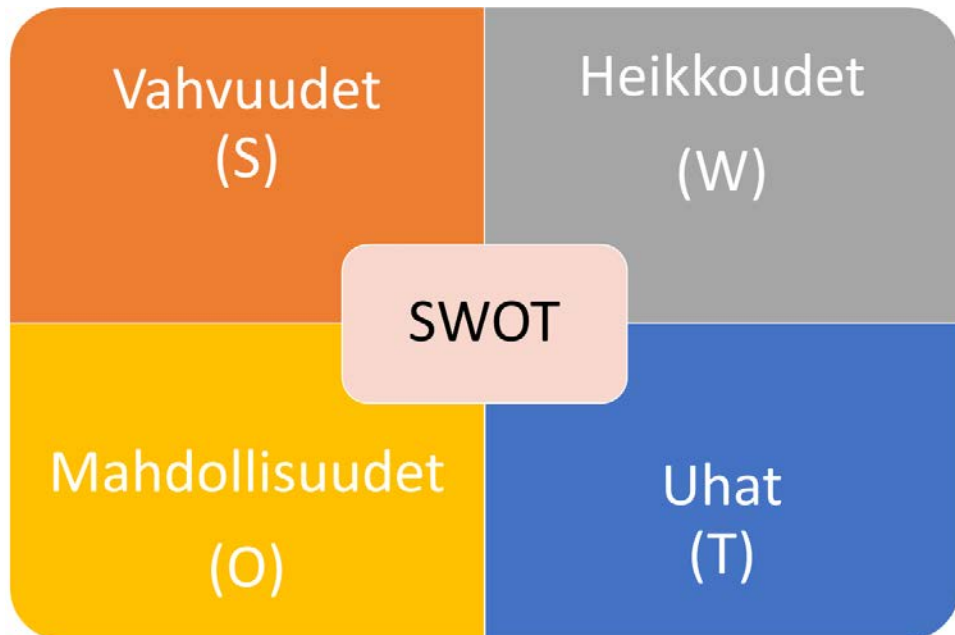 Vahvuudet
(S)
Heikkoudet
(W)
SWOT
Mahdollisuudet
(O)
Uhat
(T)